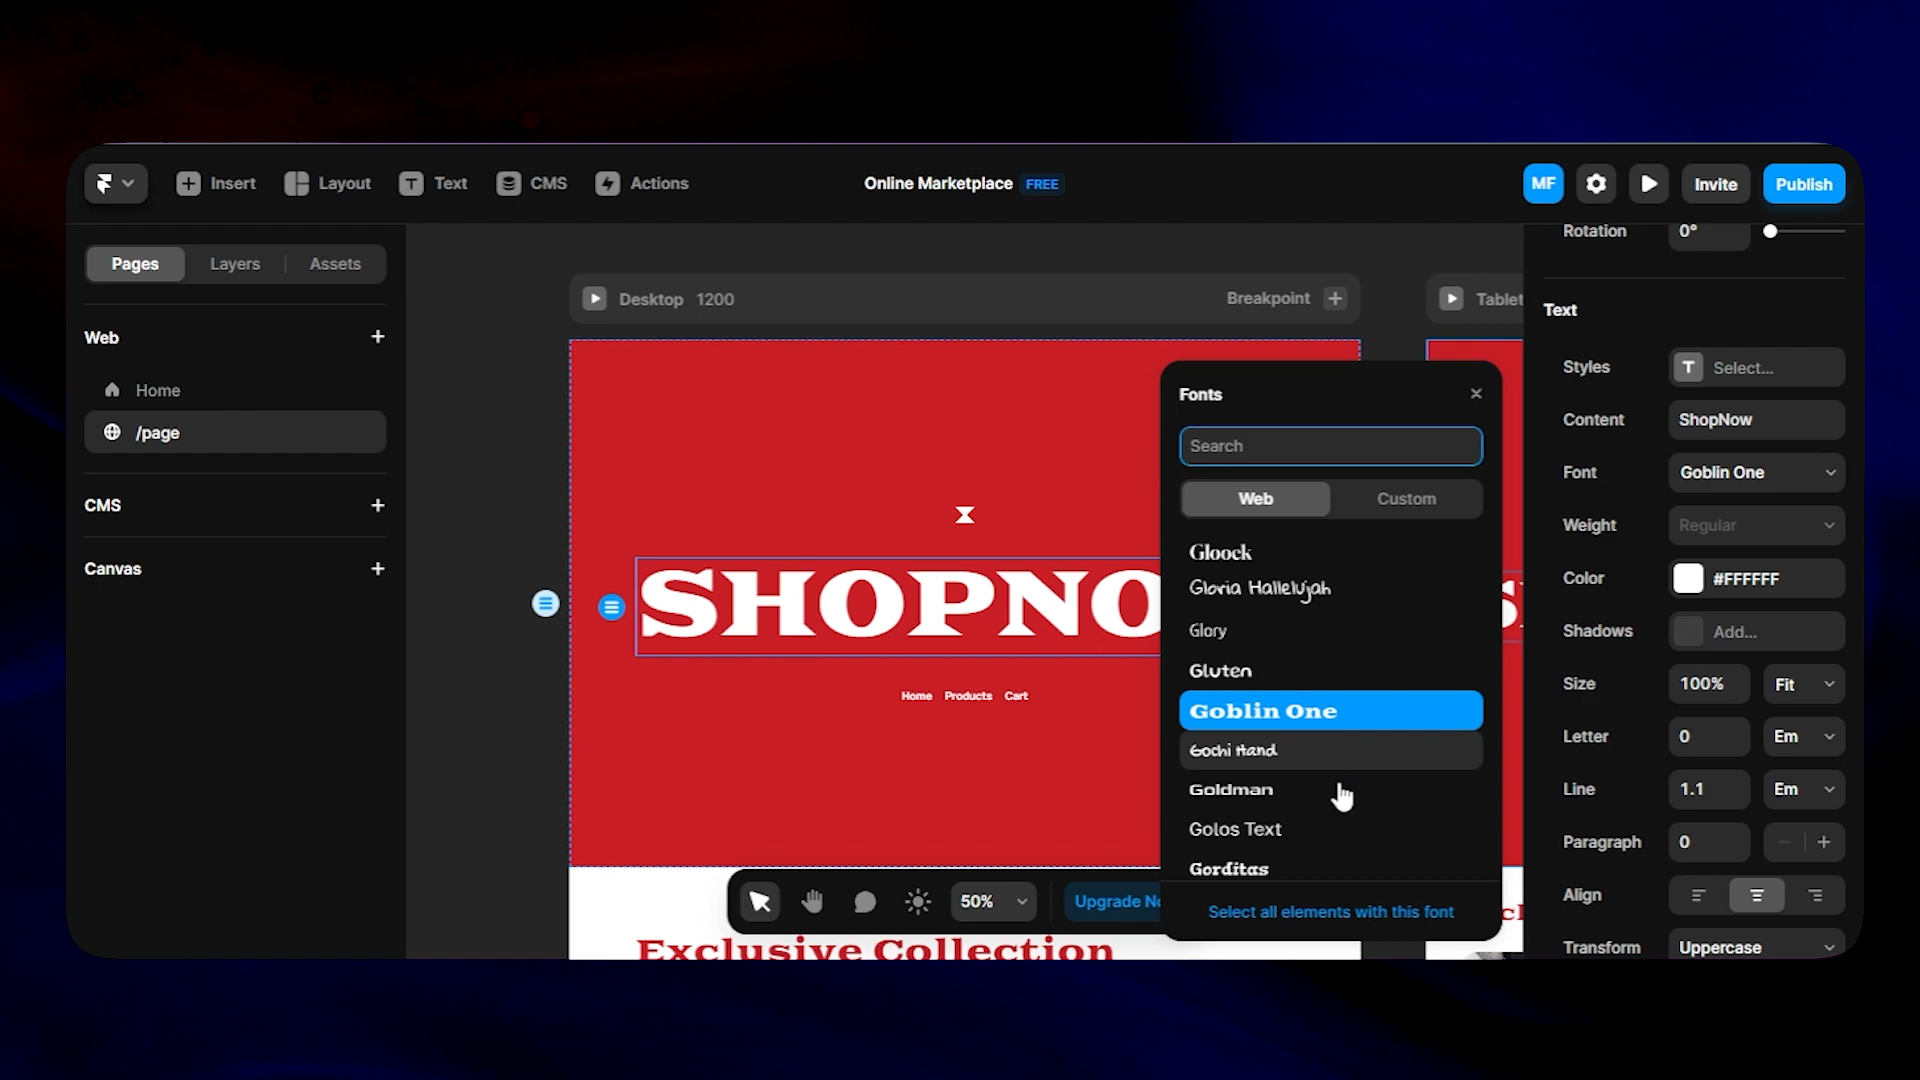 Insert
Layout
Text
CMS
Actions
Online Marketplace FREE
MF
Invite
Publish
Pages
Layers
Assets
Web
Home
/page
CMS
Canvas
Desktop 1200
Breakpoint
Tablet
SHOPNO
Home Products Cart
Exclusive Collection
50%
Upgrade No
Fonts
Search
Web
Custom
Gloock
Gloria Hallelujah
Glory
Gluten
Goblin One
Gochi Hand
Goldman
Golos Text
Gorditas
Select all elements with this font
Rotation 0°
Text
Styles T Select...
Content ShopNow
Font Goblin One
Weight Regular
Color #FFFFFF
Shadows Add...
Size 100% Fit
Letter 0 Em
Line 1.1 Em
Paragraph 0
Align
Transform Uppercase